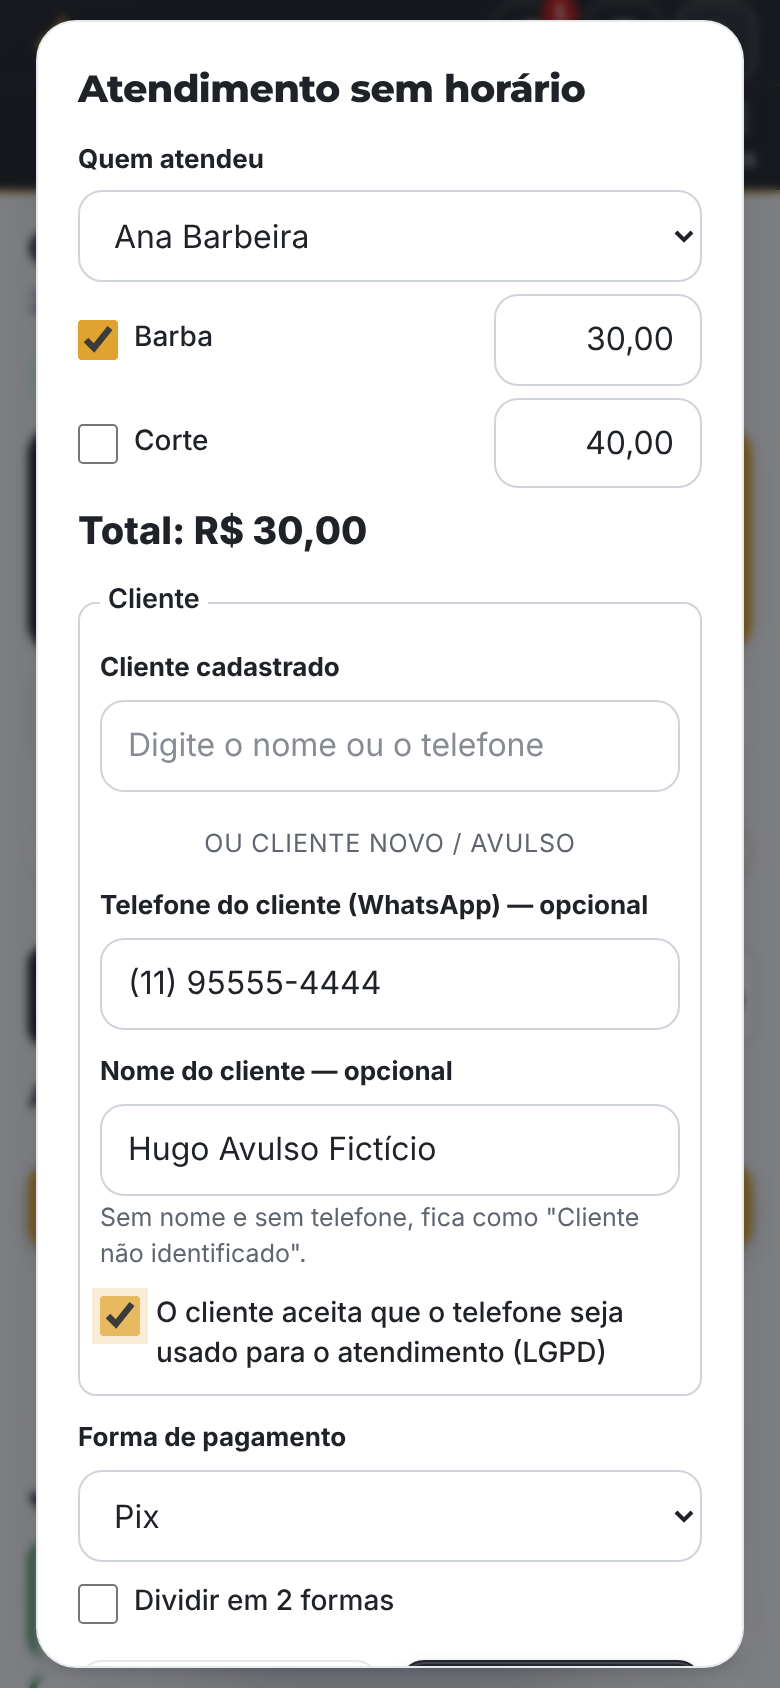 Atendimento sem horário
Quem atendeu
Ana Barbeira
Barba
30,00
Corte
40,00
Total: R$ 30,00
Cliente
Cliente cadastrado
Digite o nome ou o telefone
OU CLIENTE NOVO / AVULSO
Telefone do cliente (WhatsApp) — opcional
(11) 95555-4444
Nome do cliente — opcional
Hugo Avulso Fictício
Sem nome e sem telefone, fica como "Cliente
não identificado".
O cliente aceita que o telefone seja
usado para o atendimento (LGPD)
Forma de pagamento
Pix
Dividir em 2 formas